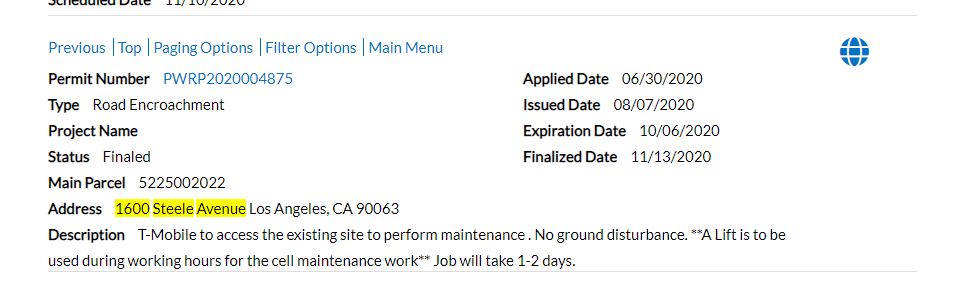 Scheduled Date 11/10/2020
Previous | Top | Paging Options | Filter Options | Main Menu
Permit Number PWRP2020004875 Applied Date 06/30/2020
Type Road Encroachment Issued Date 08/07/2020
Project Name Expiration Date 10/06/2020
Status Finaled Finalized Date 11/13/2020
Main Parcel 5225002022
Address 1600 Steele Avenue Los Angeles, CA 90063
Description T-Mobile to access the existing site to perform maintenance . No ground disturbance. **A Lift is to be
used during working hours for the cell maintenance work** Job will take 1-2 days.